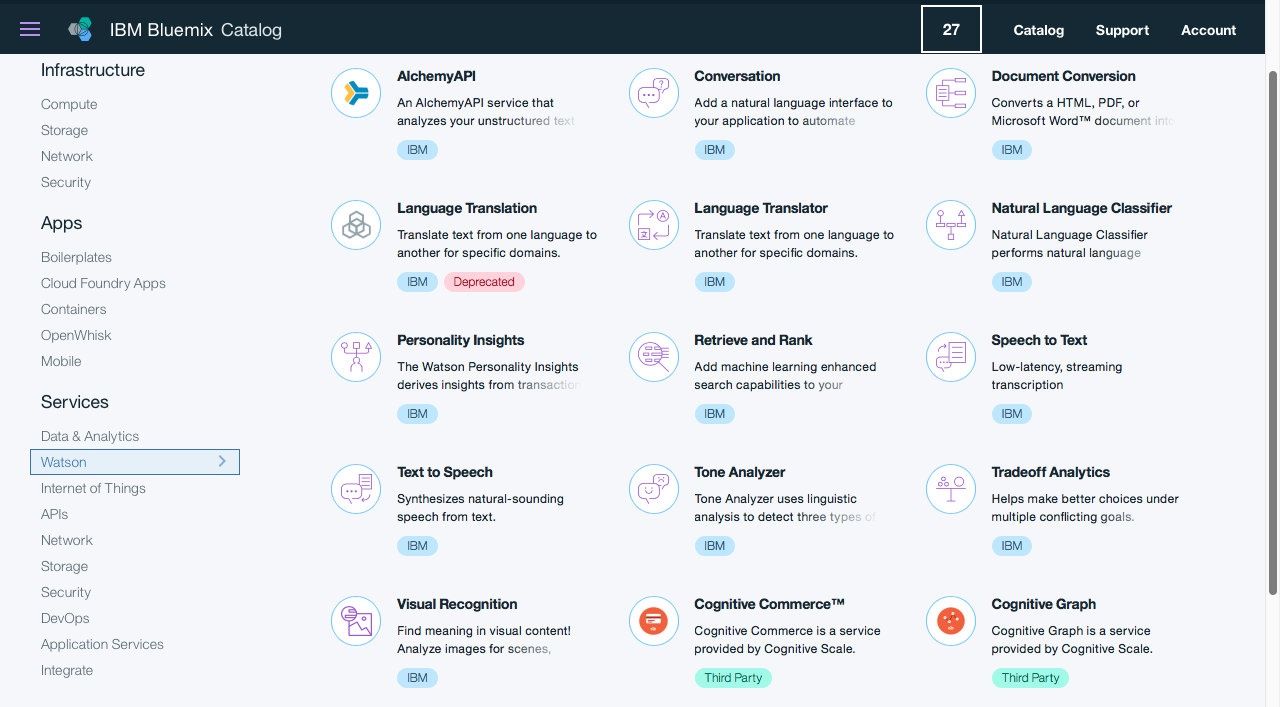 IBM Bluemix Catalog
27
Catalog
Support
Account
Infrastructure
Compute
Storage
Network
Security
Apps
Boilerplates
Cloud Foundry Apps
Containers
OpenWhisk
Mobile
Services
Data & Analytics
Watson
Internet of Things
APIs
Network
Storage
Security
DevOps
Application Services
Integrate
AlchemyAPI
An AlchemyAPI service that
analyzes your unstructured text
IBM
Conversation
Add a natural language interface to
your application to automate
IBM
Document Conversion
Converts a HTML, PDF, or
Microsoft Word™ document into
IBM
Language Translation
Translate text from one language to
another for specific domains.
IBM
Deprecated
Language Translator
Translate text from one language to
another for specific domains.
IBM
Natural Language Classifier
Natural Language Classifier
performs natural language
IBM
Personality Insights
The Watson Personality Insights
derives insights from transaction
IBM
Retrieve and Rank
Add machine learning enhanced
search capabilities to your
IBM
Speech to Text
Low-latency, streaming
transcription
IBM
Text to Speech
Synthesizes natural-sounding
speech from text.
IBM
Tone Analyzer
Tone Analyzer uses linguistic
analysis to detect three types of
IBM
Tradeoff Analytics
Helps make better choices under
multiple conflicting goals.
IBM
Visual Recognition
Find meaning in visual content!
Analyze images for scenes,
IBM
Cognitive Commerce™
Cognitive Commerce is a service
provided by Cognitive Scale.
Third Party
Cognitive Graph
Cognitive Graph is a service
provided by Cognitive Scale.
Third Party